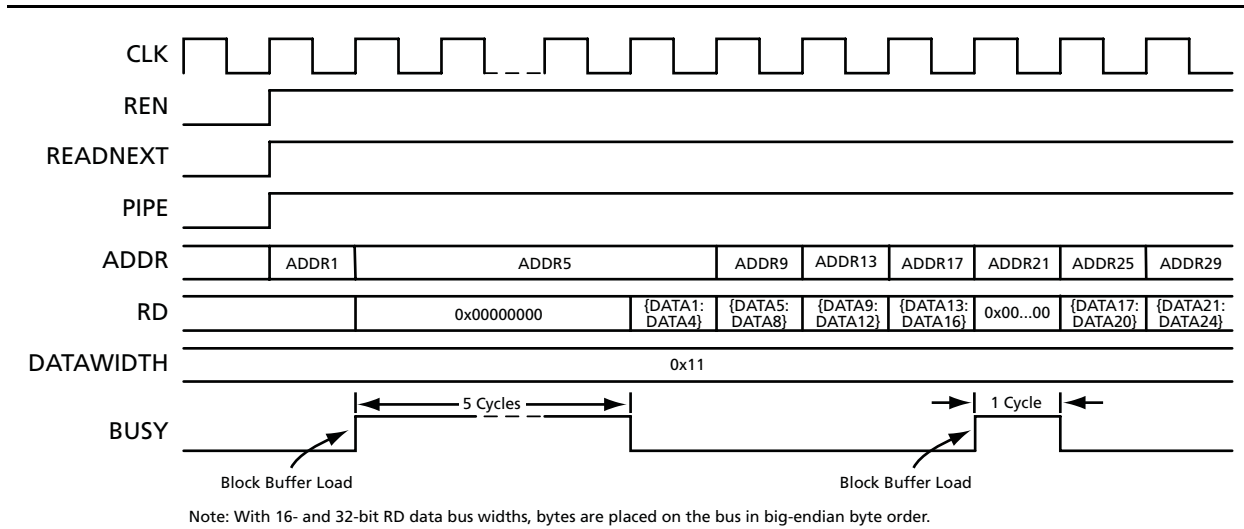 CLK
REN
READNEXT
PIPE
ADDR ADDR1 ADDR5 ADDR9 ADDR13 ADDR17 ADDR21 ADDR25 ADDR29
RD 0x00000000 {DATA1: DATA4} {DATA5: DATA8} {DATA9: DATA12} {DATA13: DATA16} 0x00...00 {DATA17: DATA20} {DATA21: DATA24}
DATAWIDTH 0x11
5 Cycles 1 Cycle
BUSY
Block Buffer Load Block Buffer Load
Note: With 16- and 32-bit RD data bus widths, bytes are placed on the bus in big-endian byte order.